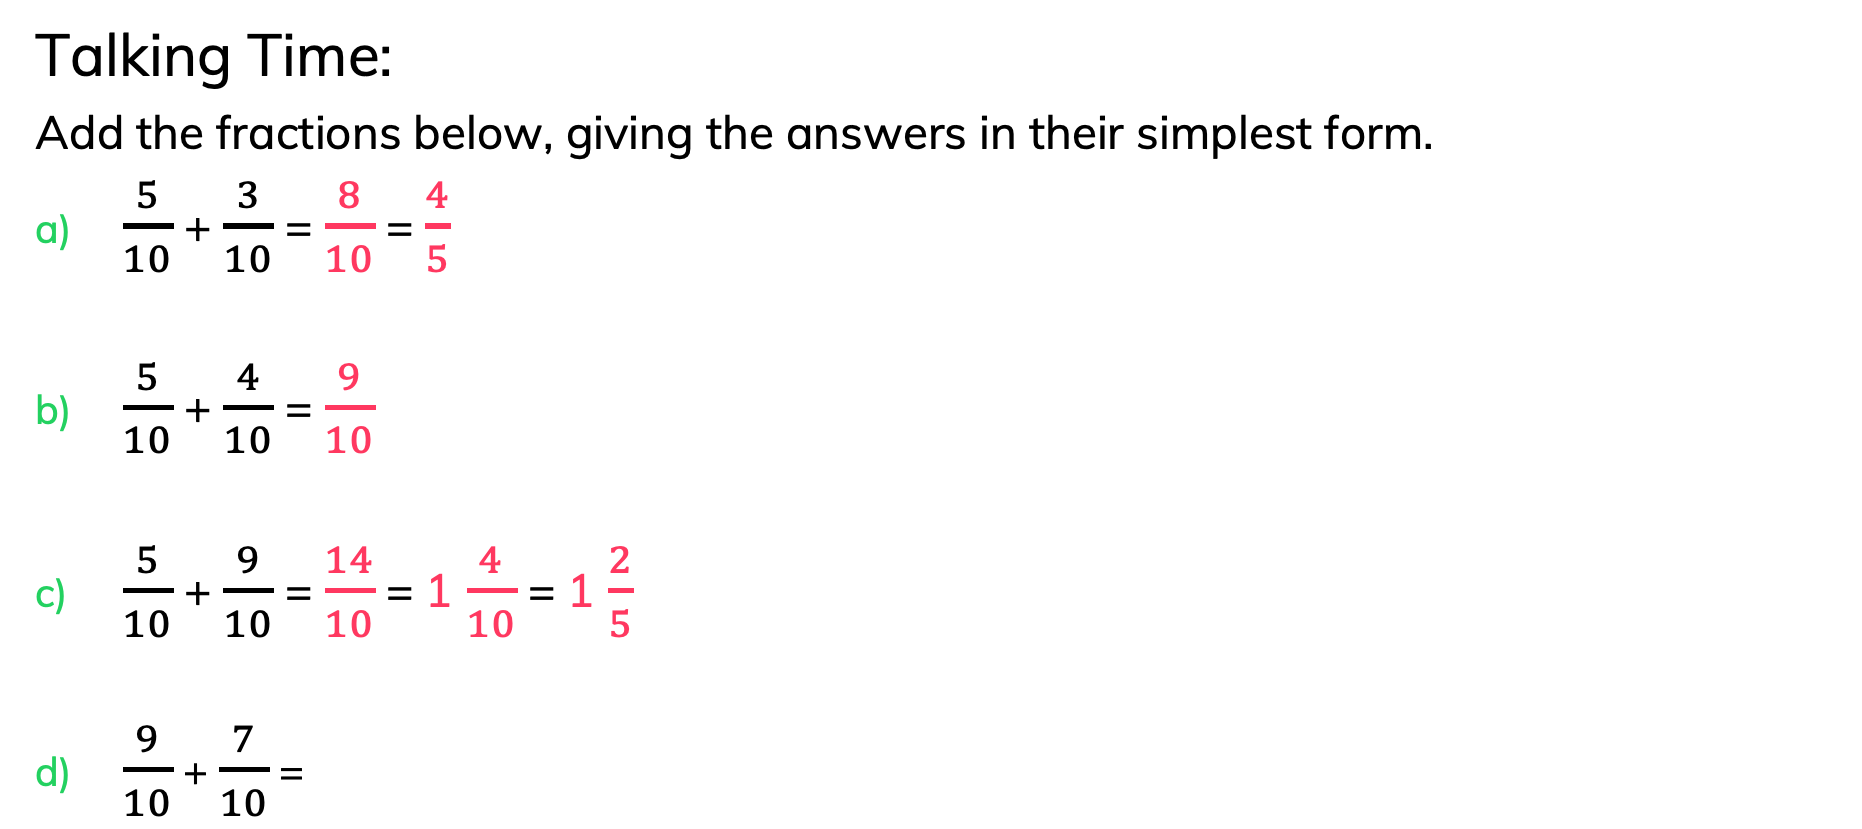 Talking Time:
Add the fractions below, giving the answers in their simplest form.
a) 5/10 + 3/10 = 8/10 = 4/5
b) 5/10 + 4/10 = 9/10
c) 5/10 + 9/10 = 14/10 = 1 4/10 = 1 2/5
d) 9/10 + 7/10 =